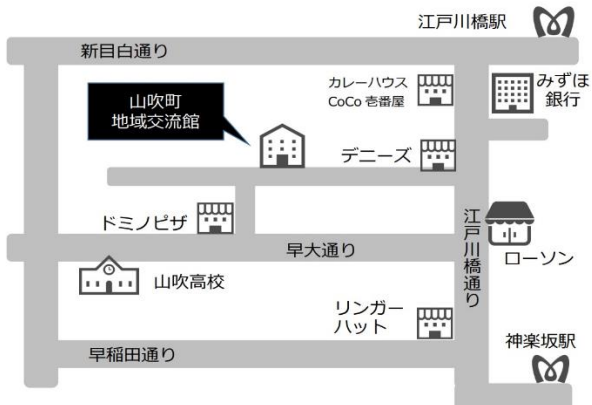 江戸川橋駅
新目白通り
カレーハウス
CoCo 壱番屋
みずほ
銀行
山吹町
地域交流館
デニーズ
ドミノピザ
江戸川橋通り
早大通り
ローソン
山吹高校
リンガー
ハット
早稲田通り
神楽坂駅